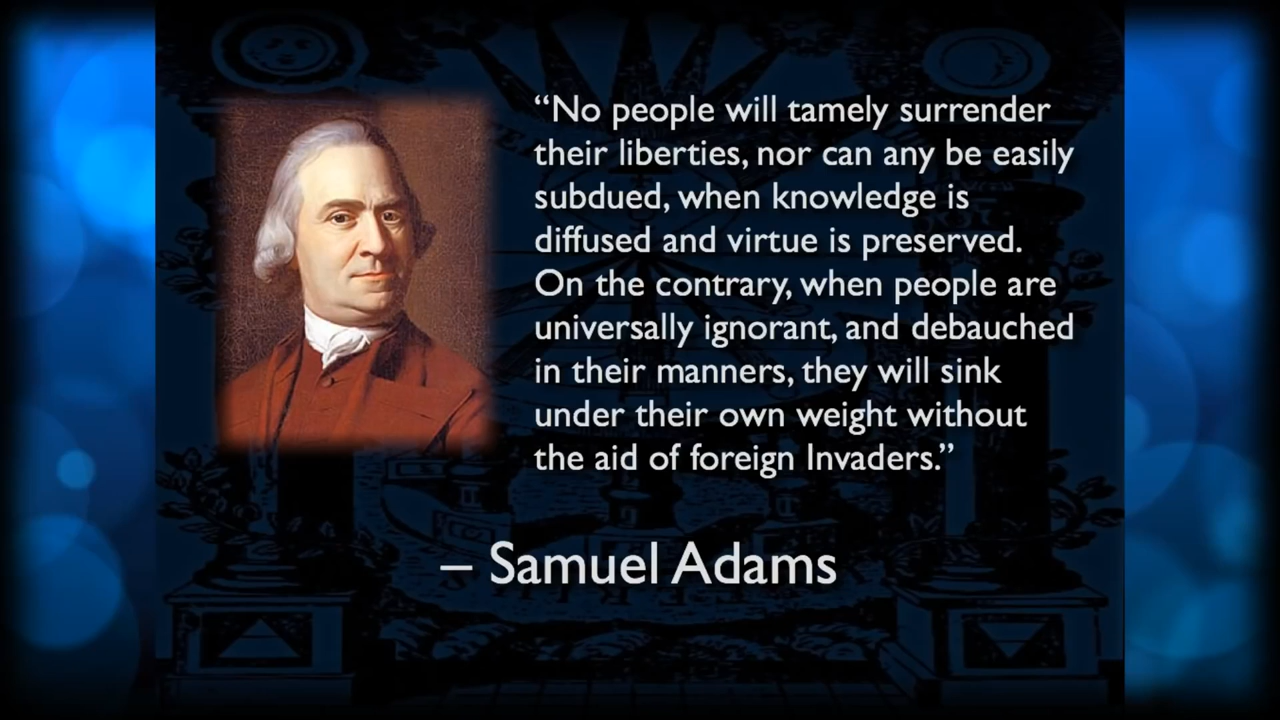 “No people will tamely surrender
their liberties, nor can any be easily
subdued, when knowledge is
diffused and virtue is preserved.
On the contrary, when people are
universally ignorant, and debauched
in their manners, they will sink
under their own weight without
the aid of foreign Invaders.”
– Samuel Adams